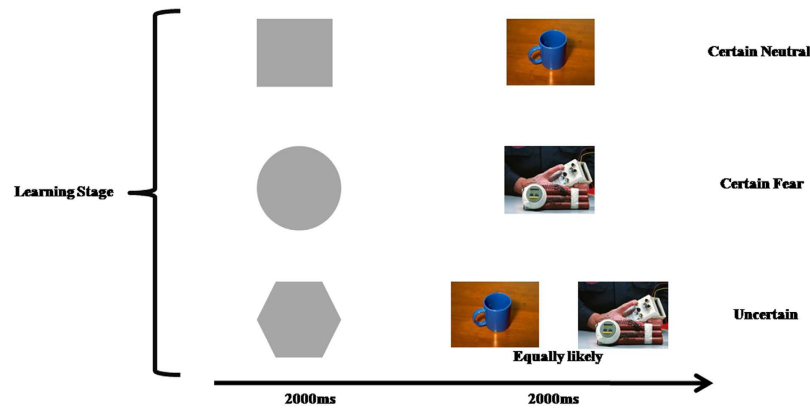 Certain Neutral
Learning Stage
Certain Fear
Uncertain
Equally likely
2000ms
2000ms